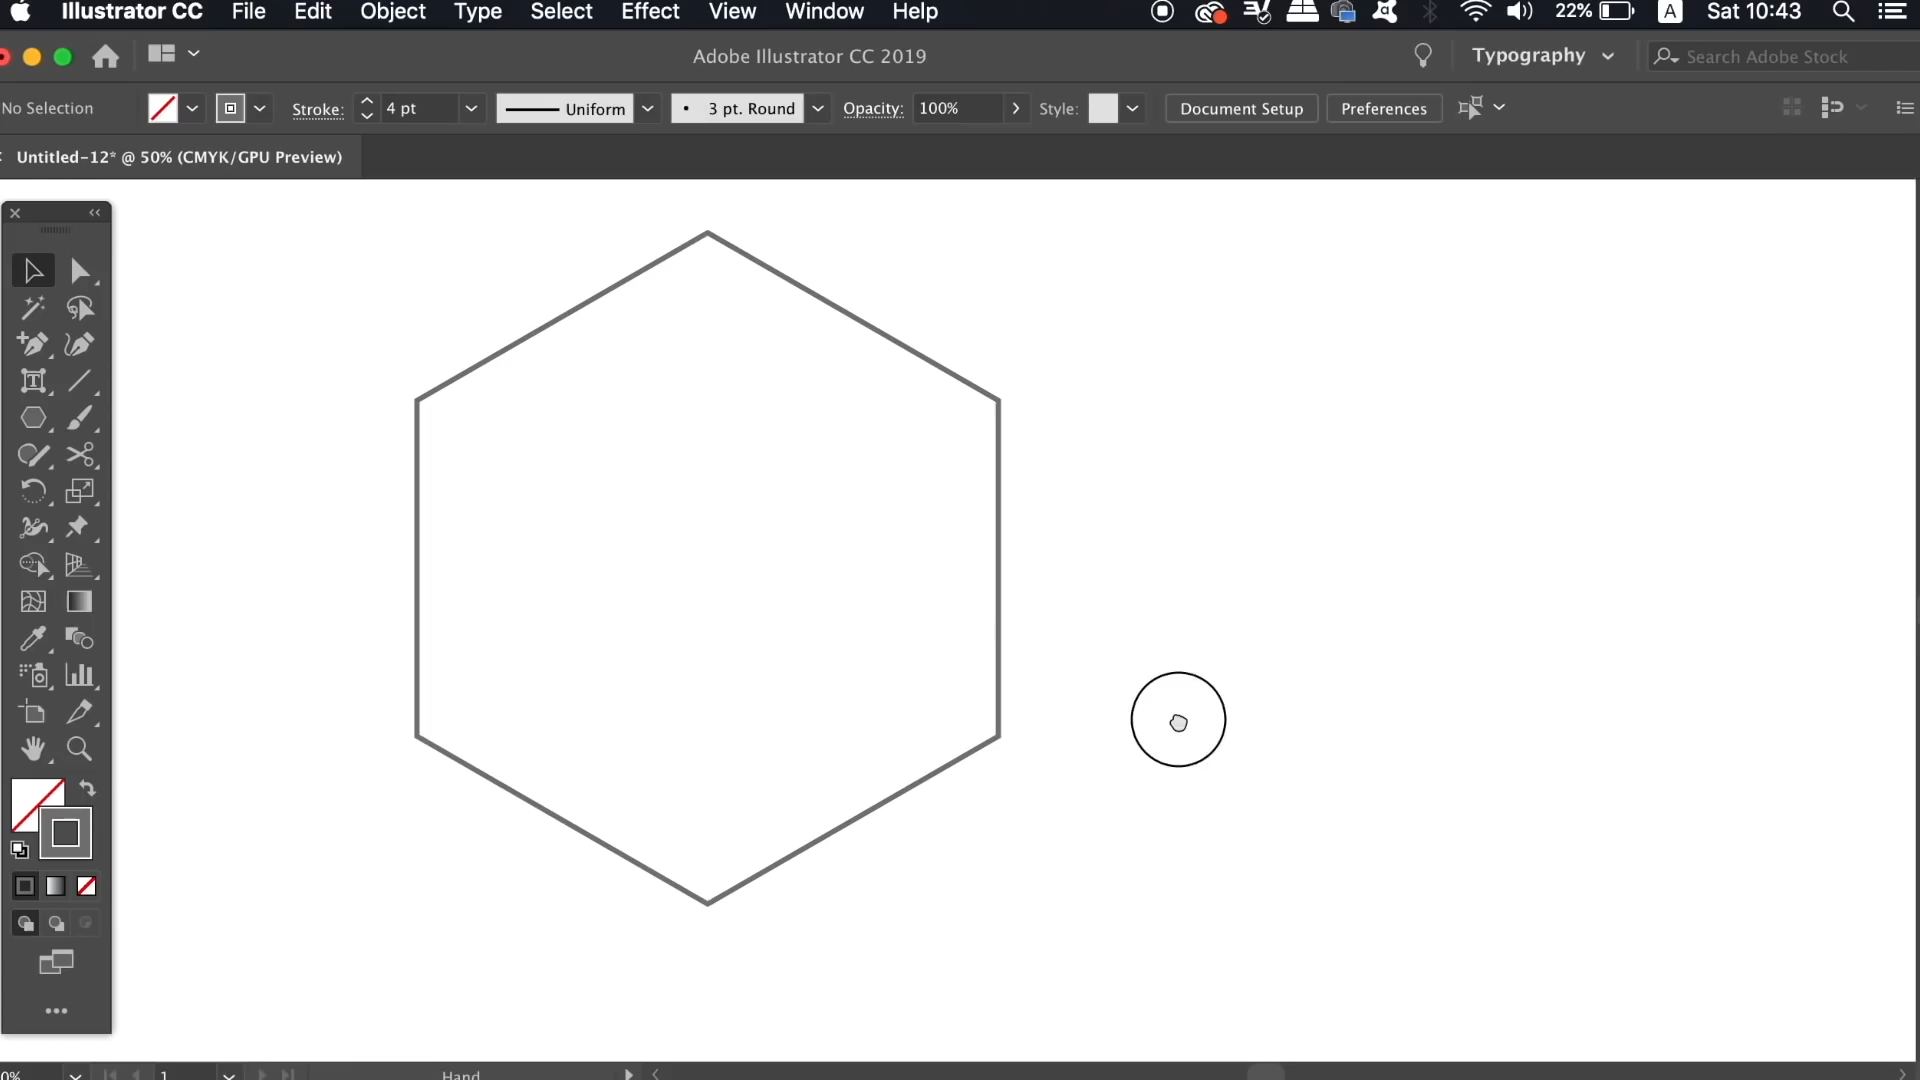 Illustrator CC File Edit Object Type Select Effect View Window Help 22% A Sat 10:43
Adobe Illustrator CC 2019 Typography Search Adobe Stock
No Selection Stroke: 4 pt Uniform 3 pt. Round Opacity: 100% Style: Document Setup Preferences
Untitled-12* @ 50% (CMYK/GPU Preview)
0% 1 Hand